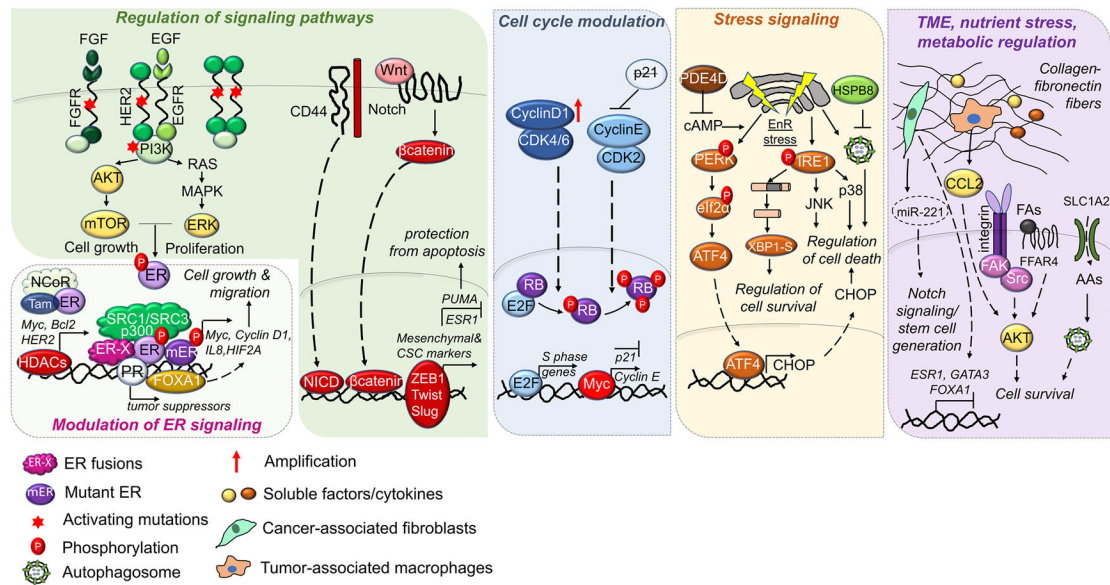 Regulation of signaling pathways
FGF
EGF
FGFR
HER2
EGFR
PI3K
RAS
AKT
MAPK
mTOR
ERK
Cell growth
Proliferation
P
ER
CD44
Notch
Wnt
βcatenin
protection
from apoptosis
PUMA
ESR1
Mesenchymal&
CSC markers
NICD
βcatenin
ZEB1
Twist
Slug
NCoR
Tam
ER
Cell growth &
migration
Myc, Bcl2
HER2
SRC1/SRC3
p300
P
P
Myc, Cyclin D1,
IL8,HIF2A
HDACs
ER-X
ER
mER
PR
FOXA1
tumor suppressors
Modulation of ER signaling
Cell cycle modulation
p21
CyclinD1
CDK4/6
CyclinE
CDK2
RB
E2F
P
RB
P
P
RB
P
S phase
genes
p21
E2F
Myc
Cyclin E
Stress signaling
PDE4D
HSPB8
cAMP
EnR
stress
P
PERK
P
IRE1
P
eIf2α
JNK
p38
ATF4
XBP1-S
Regulation
of cell death
Regulation of
cell survival
CHOP
ATF4
CHOP
TME, nutrient stress,
metabolic regulation
Collagen-
fibronectin
fibers
CCL2
SLC1A2
miR-221
integrin
FAs
FFAR4
FAK
Src
AAs
Notch
signaling/
stem cell
generation
AKT
ESR1, GATA3
FOXA1
Cell survival
ER-X
ER fusions
mER
Mutant ER
Activating mutations
P
Phosphorylation
Autophagosome
Amplification
Soluble factors/cytokines
Cancer-associated fibroblasts
Tumor-associated macrophages